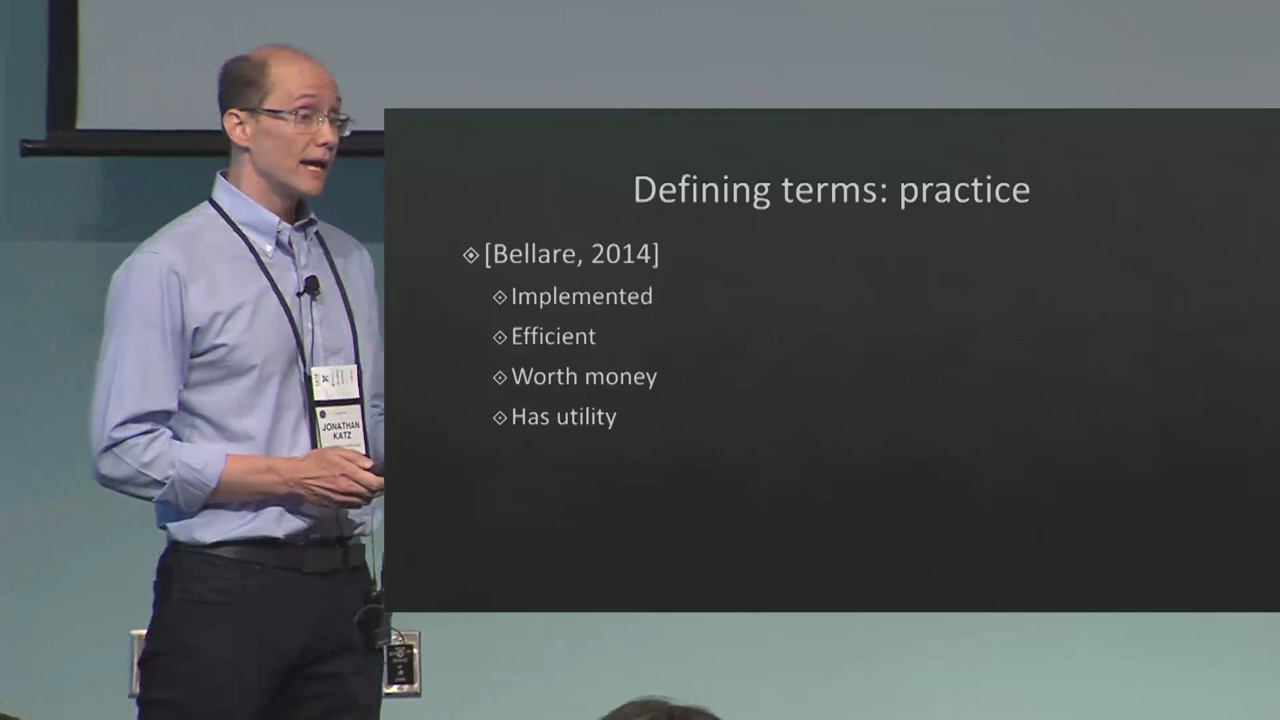 Defining terms: practice
[Bellare, 2014]
Implemented
Efficient
Worth money
Has utility
JONATHAN
KATZ